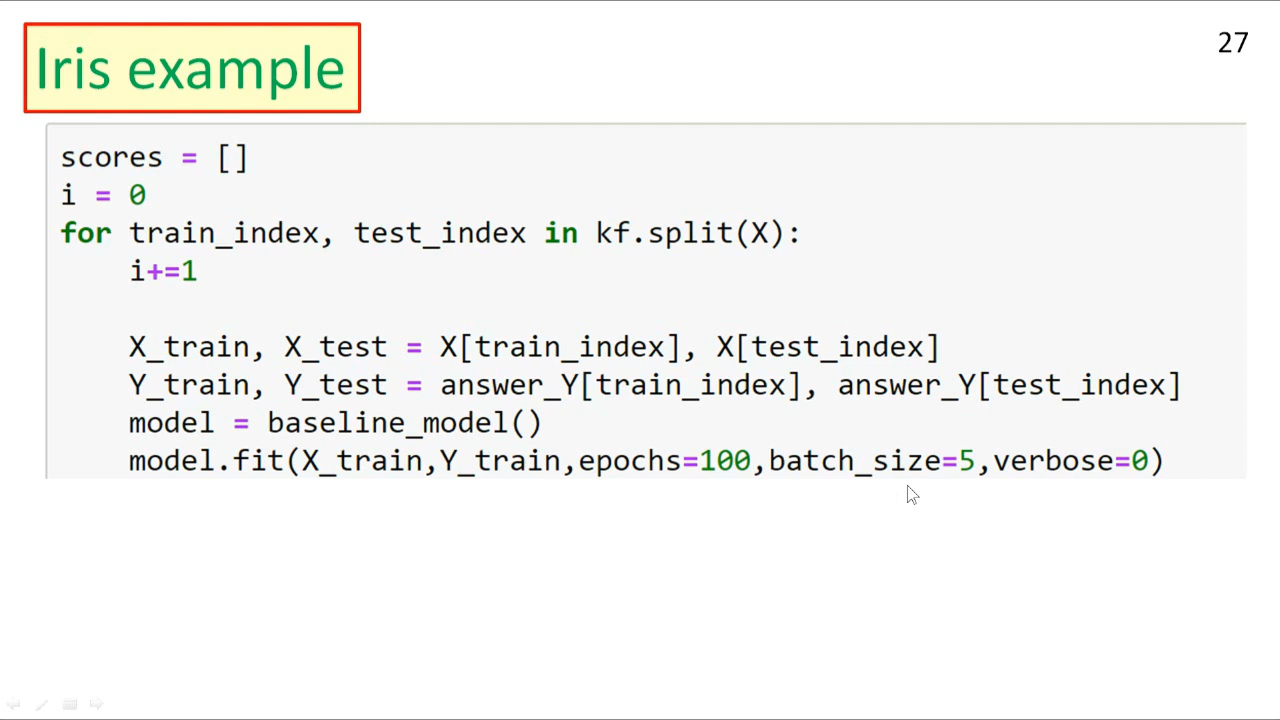 Iris example
27
scores = []
i = 0
for train_index, test_index in kf.split(X):
    i+=1
    X_train, X_test = X[train_index], X[test_index]
    Y_train, Y_test = answer_Y[train_index], answer_Y[test_index]
    model = baseline_model()
    model.fit(X_train,Y_train,epochs=100,batch_size=5,verbose=0)